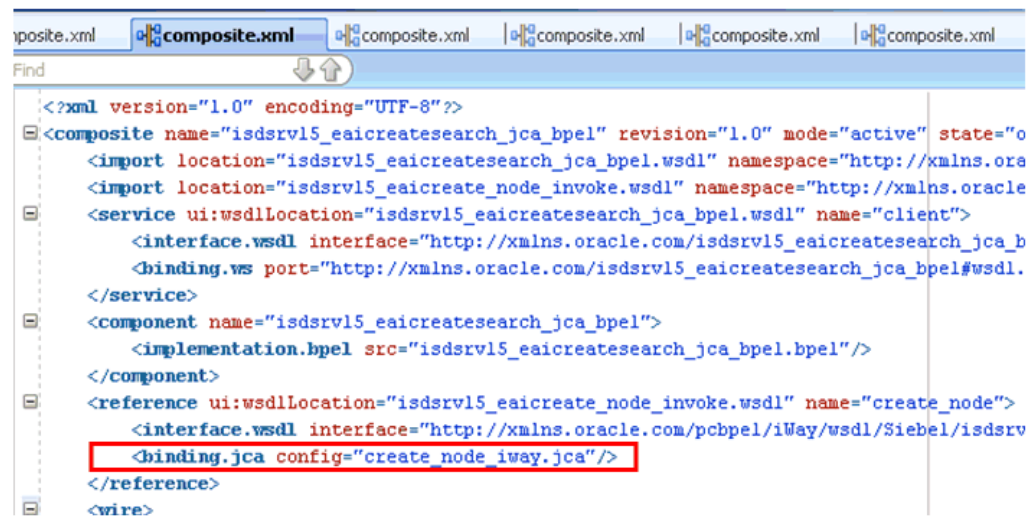 nposite.xml composite.xml composite.xml composite.xml composite.xml composite.xml
Find
<?xml version="1.0" encoding="UTF-8"?>
<composite name="isdsrvl5_eaicreatesearch_jca_bpel" revision="1.0" mode="active" state="o
<import location="isdsrvl5_eaicreatesearch_jca_bpel.wsdl" namespace="http://xmlns.ora
<import location="isdsrvl5_eaicreate_node_invoke.wsdl" namespace="http://xmlns.oracle
<service ui:wsdlLocation="isdsrvl5_eaicreatesearch_jca_bpel.wsdl" name="client">
<interface.wsdl interface="http://xmlns.oracle.com/isdsrvl5_eaicreatesearch_jca_b
<binding.ws port="http://xmlns.oracle.com/isdsrvl5_eaicreatesearch_jca_bpel#wsdl.
</service>
<component name="isdsrvl5_eaicreatesearch_jca_bpel">
<implementation.bpel src="isdsrvl5_eaicreatesearch_jca_bpel.bpel"/>
</component>
<reference ui:wsdlLocation="isdsrvl5_eaicreate_node_invoke.wsdl" name="create_node">
<interface.wsdl interface="http://xmlns.oracle.com/pcbpel/iWay/wsdl/Siebel/isdsrv
<binding.jca config="create_node_iway.jca"/>
</reference>
<wire>